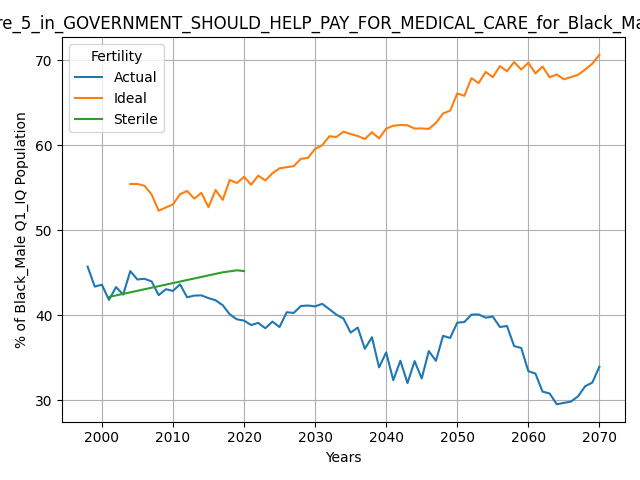 re_5_in_GOVERNMENT_SHOULD_HELP_PAY_FOR_MEDICAL_CARE_for_Black_Ma
Fertility
Actual
Ideal
Sterile
% of Black_Male Q1_IQ Population
70
60
50
40
30
2000 2010 2020 2030 2040 2050 2060 2070
Years